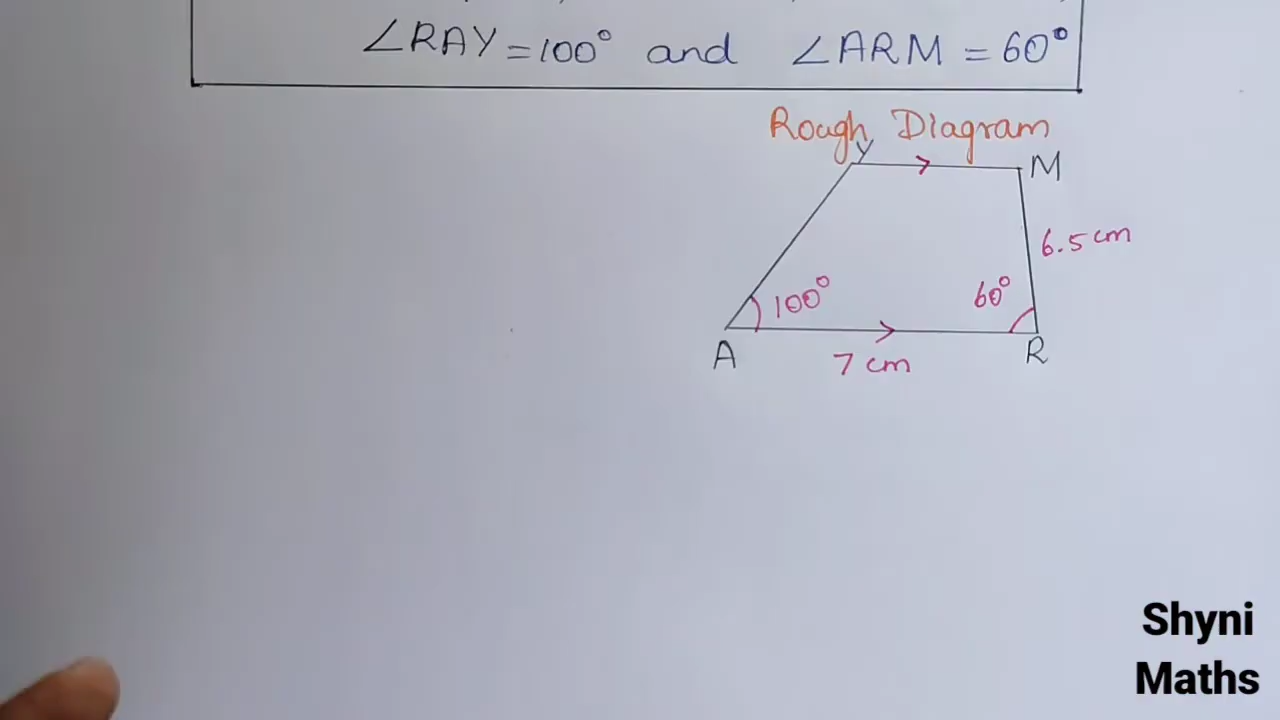 ∠RAY = 100° and ∠ARM = 60°
Rough Diagram
Y
M
6.5 cm
100°
60°
A
7 cm
R
Shyni
Maths